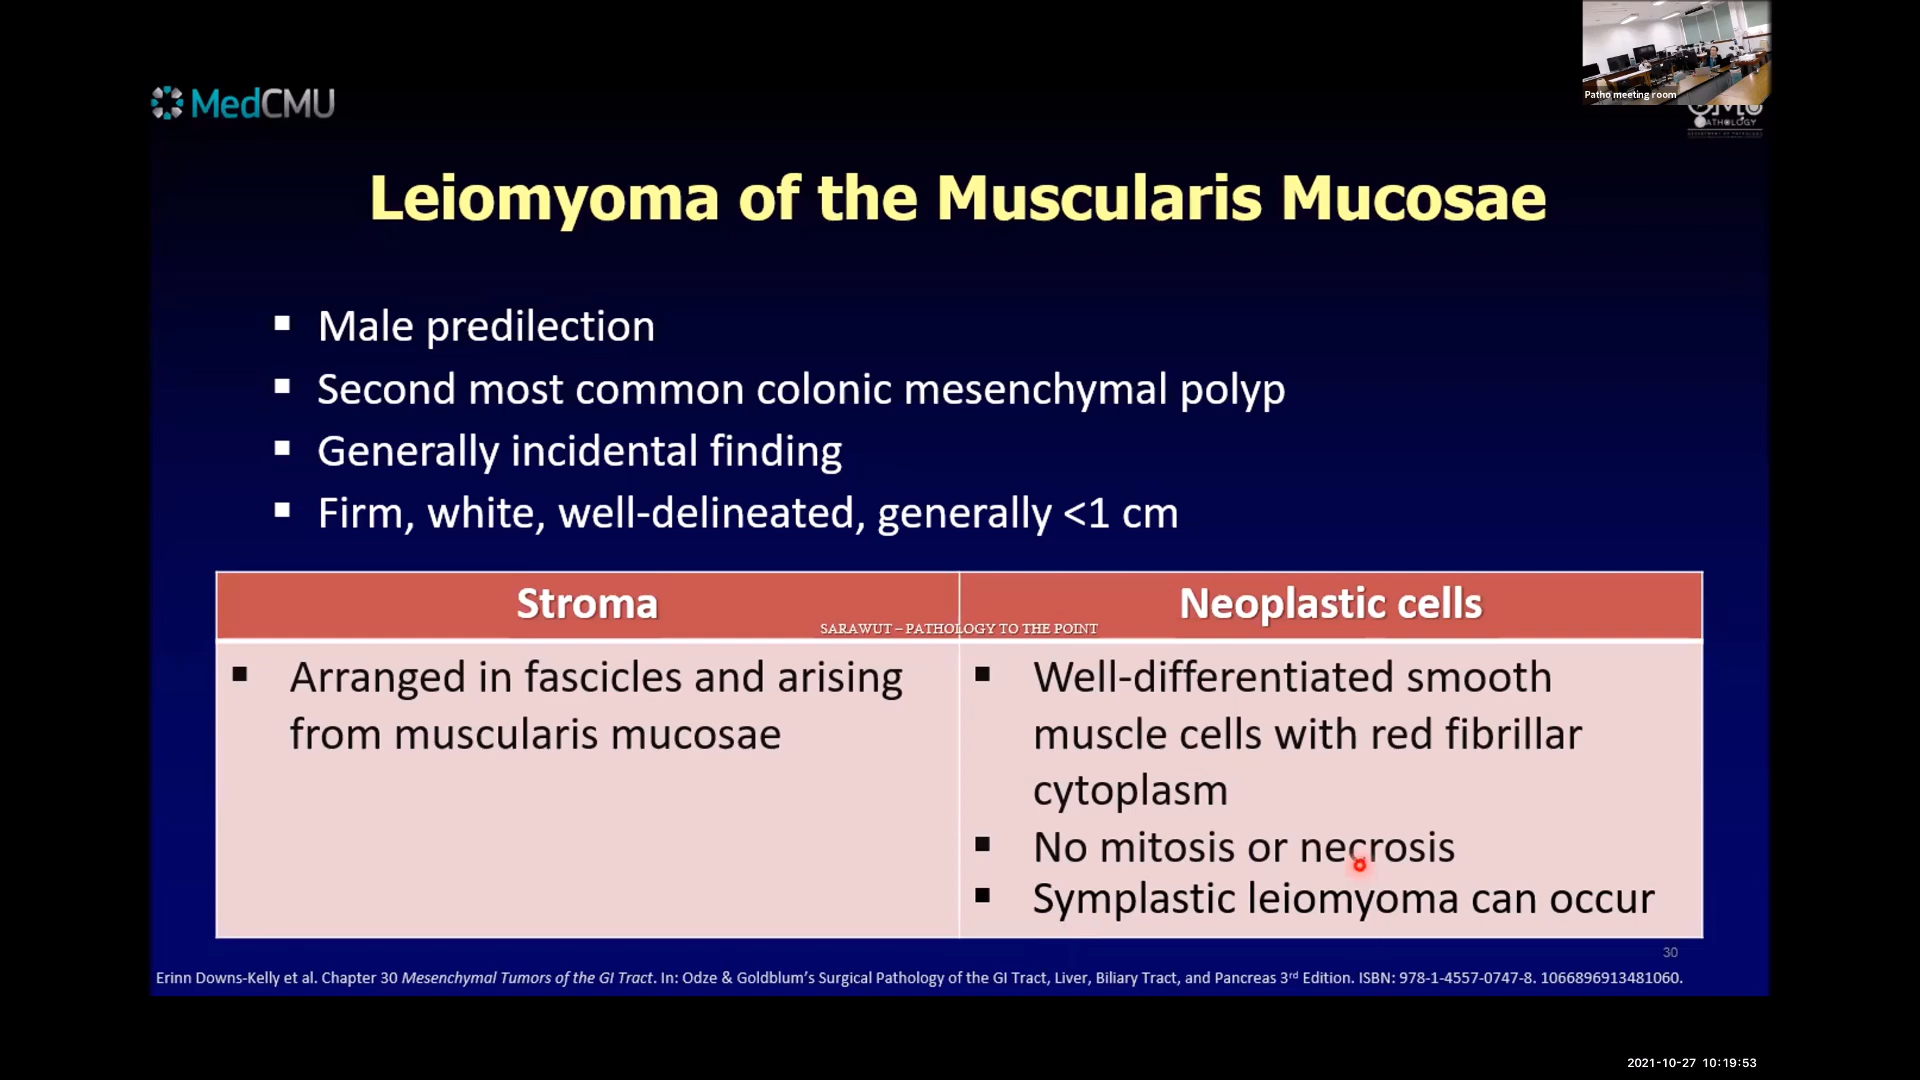 Patho meeting room
MedCMU
PATHOLOGY
Leiomyoma of the Muscularis Mucosae
▪ Male predilection
▪ Second most common colonic mesenchymal polyp
▪ Generally incidental finding
▪ Firm, white, well-delineated, generally <1 cm
Stroma
Neoplastic cells
SARAWUT – PATHOLOGY TO THE POINT
▪ Arranged in fascicles and arising
from muscularis mucosae
▪ Well-differentiated smooth
muscle cells with red fibrillar
cytoplasm
▪ No mitosis or necrosis
▪ Symplastic leiomyoma can occur
30
Erinn Downs-Kelly et al. Chapter 30 Mesenchymal Tumors of the GI Tract. In: Odze & Goldblum’s Surgical Pathology of the GI Tract, Liver, Biliary Tract, and Pancreas 3rd Edition. ISBN: 978-1-4557-0747-8. 1066896913481060.
2021-10-27 10:19:53